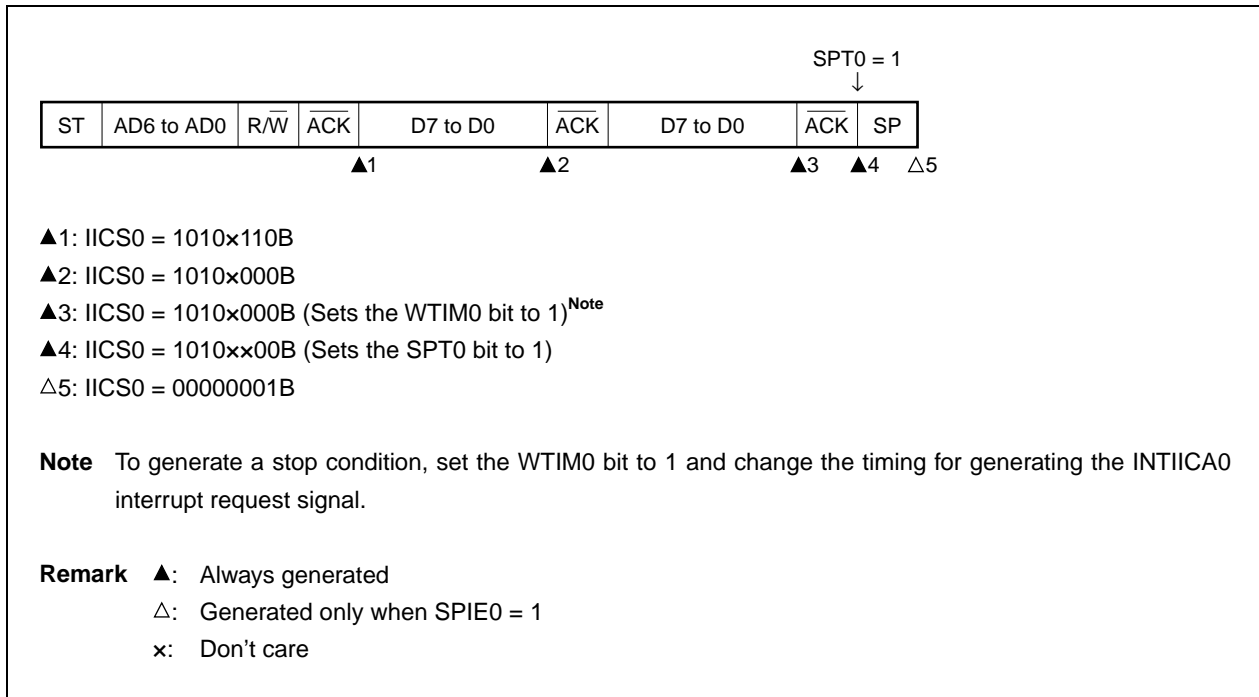 SPT0 = 1
↓
ST AD6 to AD0 R/W̅ A̅C̅K̅ D7 to D0 A̅C̅K̅ D7 to D0 A̅C̅K̅ SP
▲1 ▲2 ▲3 ▲4 △5
▲1: IICS0 = 1010×110B
▲2: IICS0 = 1010×000B
▲3: IICS0 = 1010×000B (Sets the WTIM0 bit to 1)Note
▲4: IICS0 = 1010××00B (Sets the SPT0 bit to 1)
△5: IICS0 = 00000001B
Note To generate a stop condition, set the WTIM0 bit to 1 and change the timing for generating the INTIICA0
interrupt request signal.
Remark ▲: Always generated
△: Generated only when SPIE0 = 1
×: Don't care